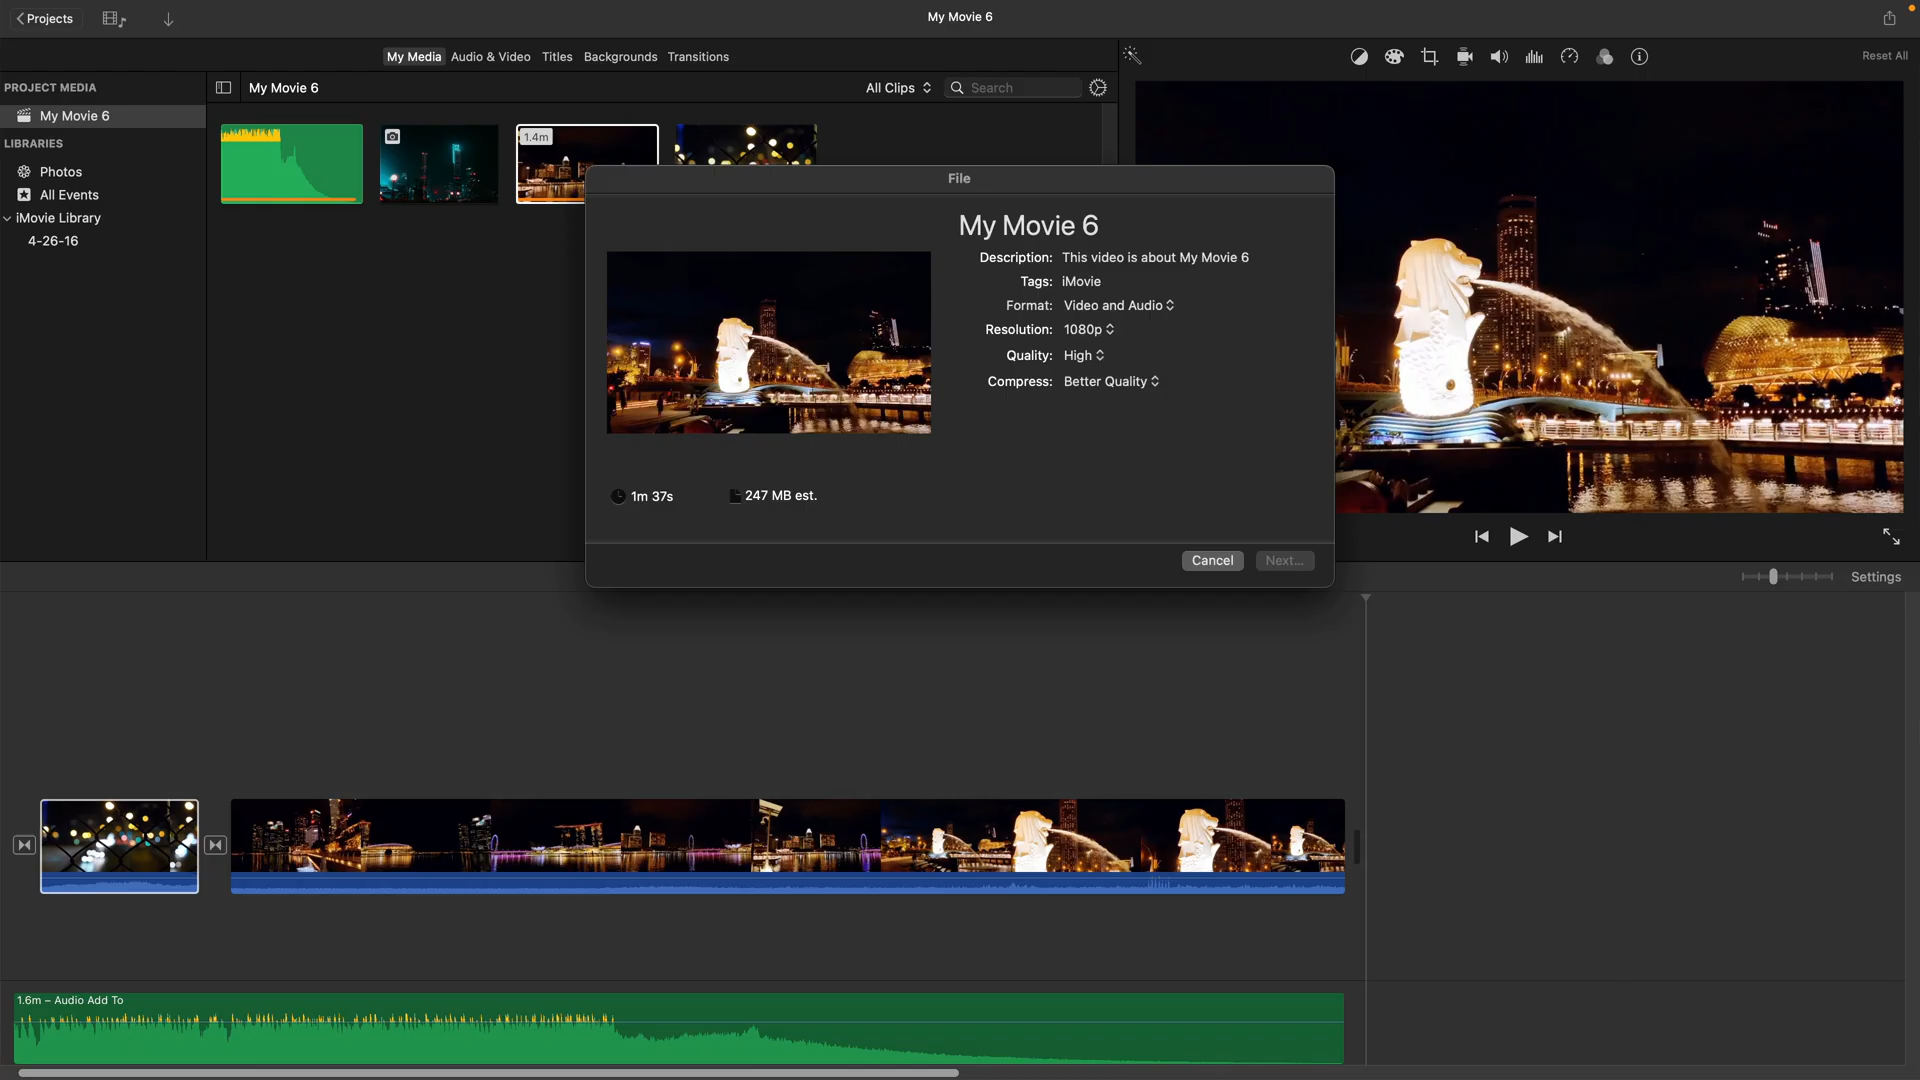 Projects
My Movie 6
My Media Audio & Video Titles Backgrounds Transitions
Reset All
PROJECT MEDIA
My Movie 6
LIBRARIES
Photos
All Events
iMovie Library
4-26-16
My Movie 6
All Clips
Search
1.4m
File
My Movie 6
Description: This video is about My Movie 6
Tags: iMovie
Format: Video and Audio
Resolution: 1080p
Quality: High
Compress: Better Quality
1m 37s
247 MB est.
Cancel
Next...
Settings
1.6m – Audio Add To